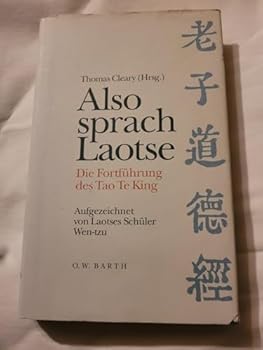 Thomas Cleary (Hrsg.)
Also
sprach
Laotse
Die Fortführung
des Tao Te King
Aufgezeichnet
von Laotses Schüler
Wen-tzu
O. W. BARTH
老子道德經